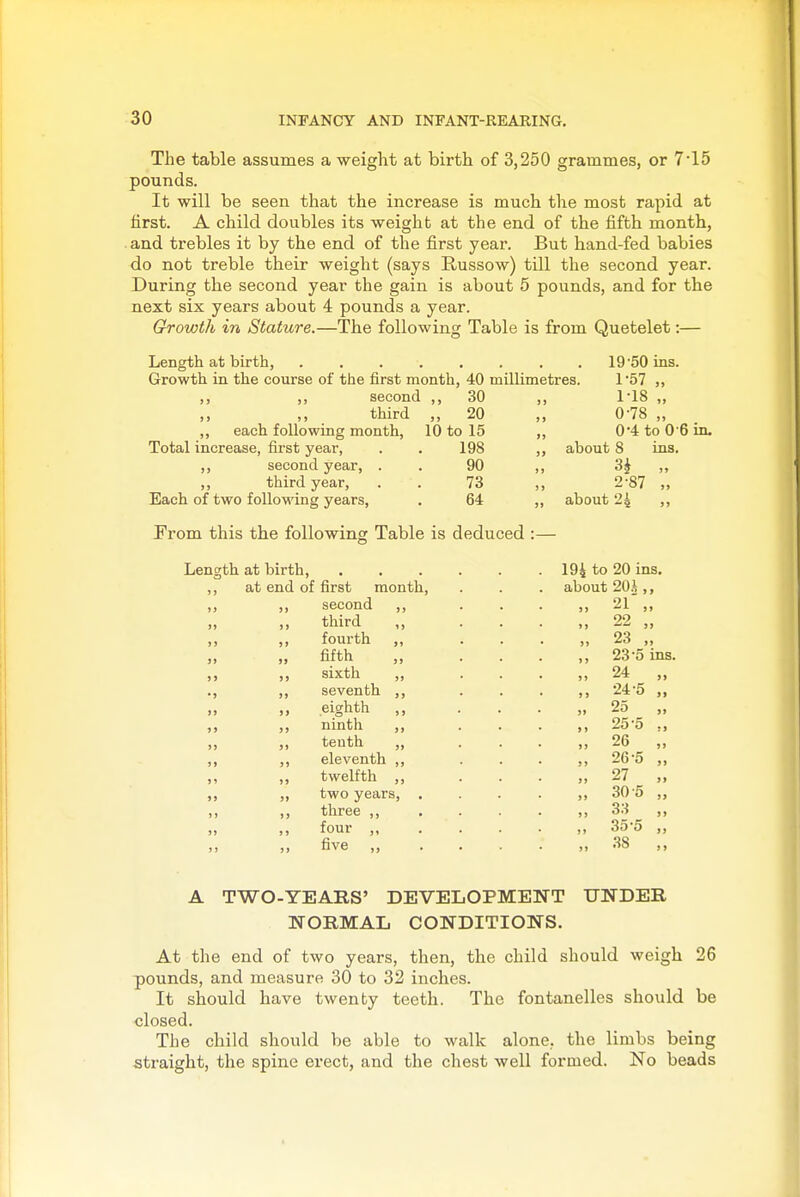 30 INFANCY AND INFANT-REARING.
The table assumes a weight at birth of 3,250 grammes, or 7·15
pounds.
It will be seen that the increase is much the most rapid at
first. A child doubles its weight at the end of the fifth month,
and trebles it by the end of the first year. But hand-fed babies
do not treble their weight (says Russow) till the second year.
During the second year the gain is about 5 pounds, and for the
next six years about 4 pounds a year.
Growth in Stature.—The following Table is from Quetelet:—
Length at birth, . . . . . . . . 19·50 ins.
Growth in the course of the first month, 40 millimetres. 1·57 ,,
,, ,, second ,, 30 ,, 1·18 ,,
,, ,, third ,, 20 ,, 0·78 ,,
,, each following month, 10 to 15 ,, 0·4 to 0·6 in.
Total increase, first year, . . 198 ,, about 8 ins.
,, second year, . . 90 ,, 3½ ,,
,, third year, . . 73 ,, 2·87 ,,
Each of two following years, . 64 ,, about 2½ ,,
From this the following Table is deduced :—
Length at birth, . . . . . . 19½ to 20 ins.
,, at end of first month, . . . about 20½ ,,
,, ,, second ,, . . . ,, 21 ,,
,, ,, third ,, . . . ,, 22 ,,
,, ,, fourth ,, . . . ,, 23 ,,
,, ,, fifth ,, . . . ,, 23·5 ins.
,, ,, sixth ,, . . . ,, 24 ,,
,, ,, seventh ,, . . . ,, 24·5 ,,
,, ,, eighth ,, . . . ,, 25 ,,
,, ,, ninth ,, . . . ,, 25·5 ,,
,, ,, tenth ,, . . . ,, 26 ,,
,, ,, eleventh ,, . . . ,, 26·5 ,,
,, ,, twelfth ,, . . . ,, 27 ,,
,, ,, two years, . . . . ,, 30·5 ,,
,, ,, three ,, . . . . ,, 33 ,,
,, ,, four ,, . . . . ,, 35·5 ,,
,, ,, five ,, . . . . ,, 38 ,,
A TWO-YEARS' DEVELOPMENT UNDER
NORMAL CONDITIONS.
At the end of two years, then, the child should weigh 26
pounds, and measure 30 to 32 inches.
It should have twenty teeth. The fontanelles should be
closed.
The child should be able to walk alone, the limbs being
straight, the spine erect, and the chest well formed. No beads